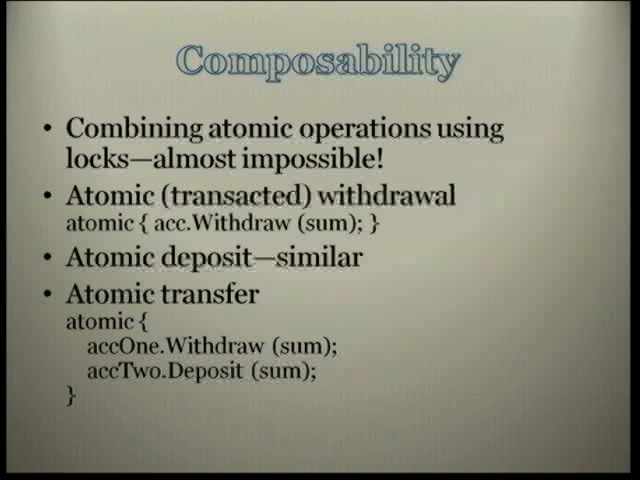 Composability
• Combining atomic operations using
locks—almost impossible!
• Atomic (transacted) withdrawal
atomic { acc.Withdraw (sum); }
• Atomic deposit—similar
• Atomic transfer
atomic {
accOne.Withdraw (sum);
accTwo.Deposit (sum);
}